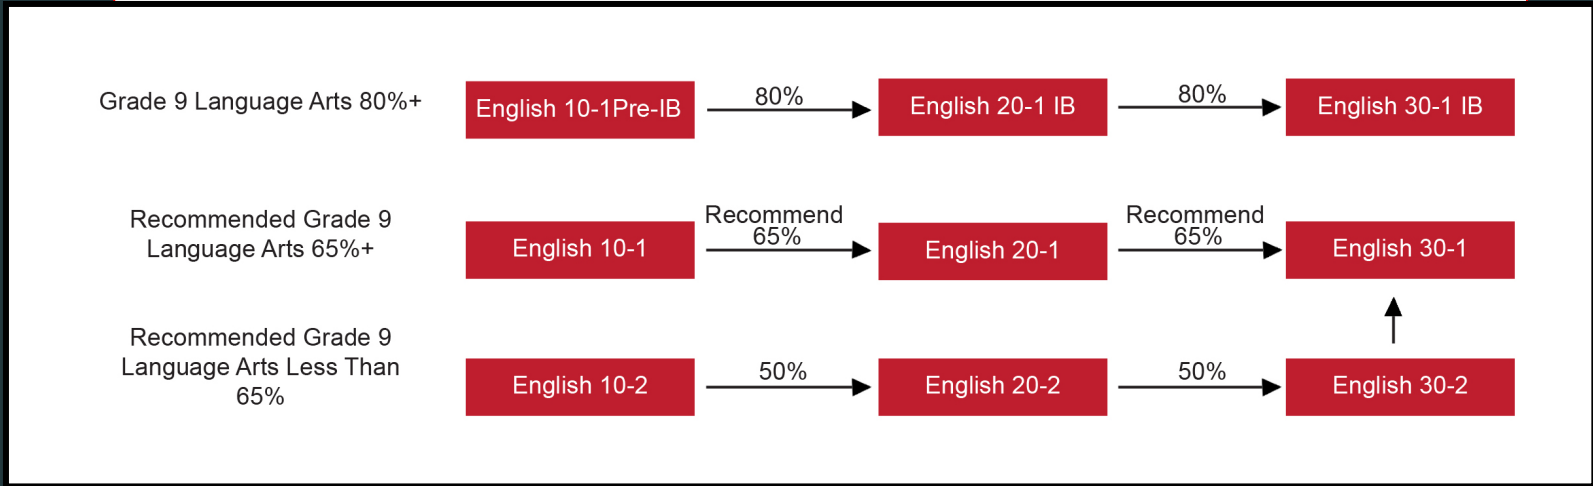 Grade 9 Language Arts 80%+
English 10-1Pre-IB
80%
English 20-1 IB
80%
English 30-1 IB
Recommended Grade 9
Language Arts 65%+
English 10-1
Recommend
65%
English 20-1
Recommend
65%
English 30-1
Recommended Grade 9
Language Arts Less Than
65%
English 10-2
50%
English 20-2
50%
English 30-2